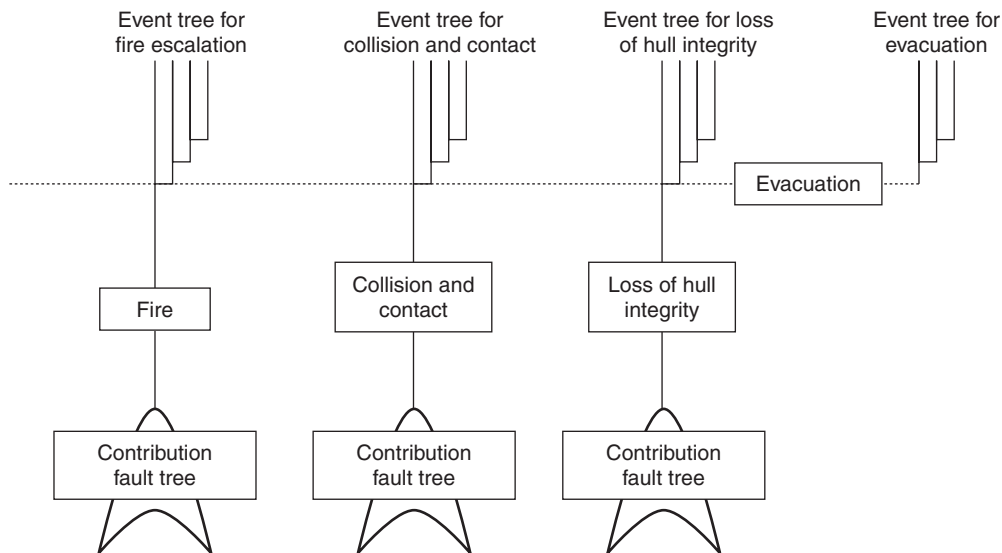 Event tree for
fire escalation
Event tree for
collision and contact
Event tree for loss
of hull integrity
Event tree for
evacuation
Evacuation
Fire
Collision and
contact
Loss of hull
integrity
Contribution
fault tree
Contribution
fault tree
Contribution
fault tree